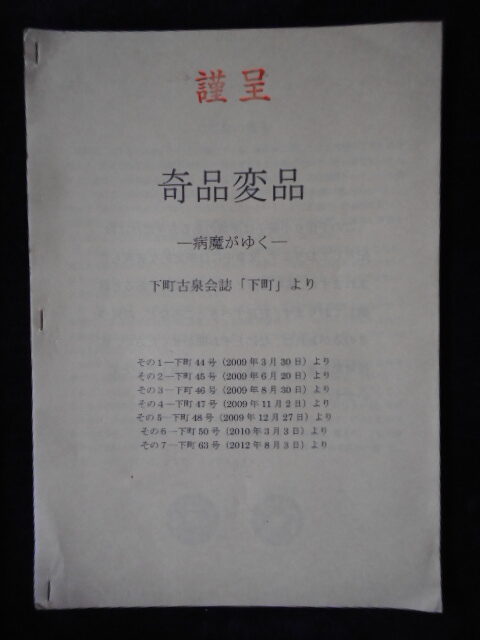 謹呈
奇品変品
―病魔がゆく―
下町古泉会誌「下町」より
その1―下町44号（2009年3月30日）より
その2―下町45号（2009年6月20日）より
その3―下町46号（2009年8月30日）より
その4―下町47号（2009年11月2日）より
その5―下町48号（2009年12月27日）より
その6―下町50号（2010年3月3日）より
その7―下町63号（2012年8月3日）より